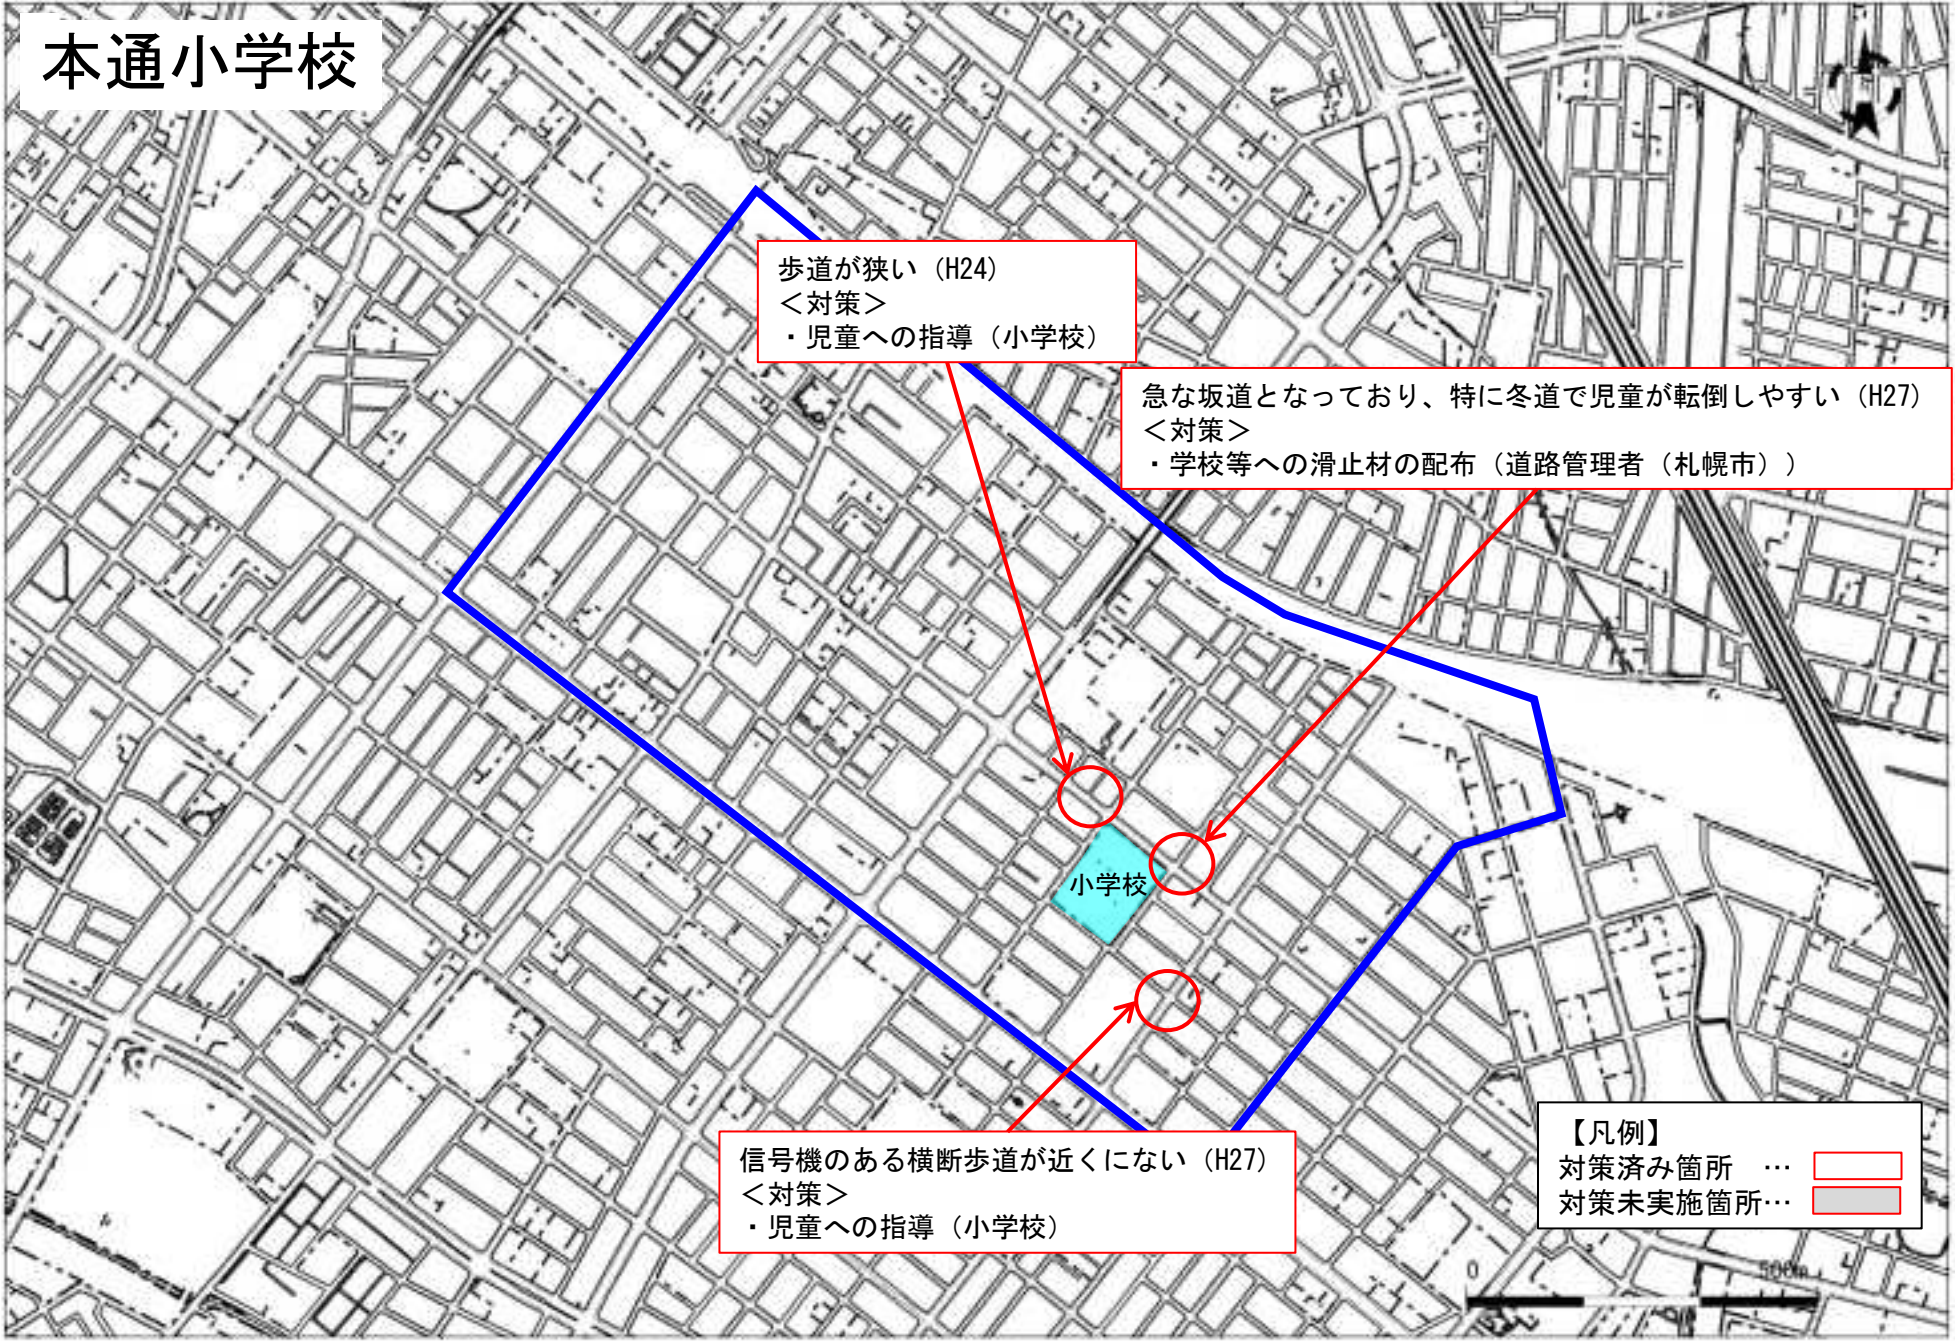 本通小学校
歩道が狭い（H24）
＜対策＞
・児童への指導（小学校）
急な坂道となっており、特に冬道で児童が転倒しやすい（H27）
＜対策＞
・学校等への滑止材の配布（道路管理者（札幌市））
小学校
信号機のある横断歩道が近くにない（H27）
＜対策＞
・児童への指導（小学校）
【凡例】
対策済み箇所　…
対策未実施箇所…
0 500m